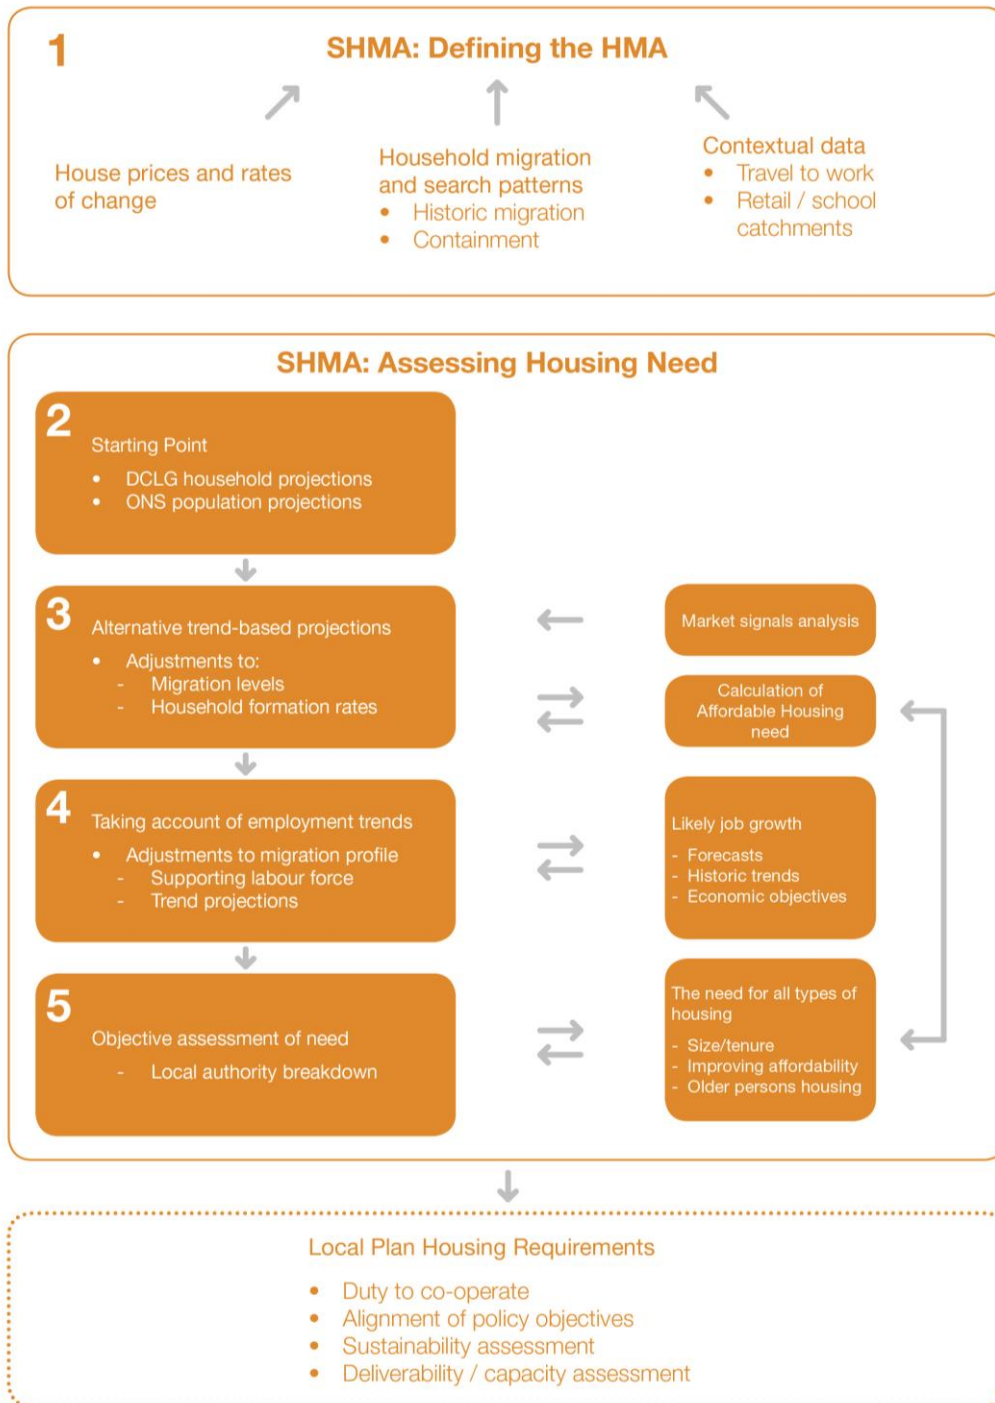 1
SHMA: Defining the HMA
House prices and rates
of change
Household migration
and search patterns
• Historic migration
• Containment
Contextual data
• Travel to work
• Retail / school
catchments
SHMA: Assessing Housing Need
2
Starting Point
• DCLG household projections
• ONS population projections
3
Alternative trend-based projections
• Adjustments to:
- Migration levels
- Household formation rates
Market signals analysis
Calculation of
Affordable Housing
need
4
Taking account of employment trends
• Adjustments to migration profile
- Supporting labour force
- Trend projections
Likely job growth
- Forecasts
- Historic trends
- Economic objectives
5
Objective assessment of need
- Local authority breakdown
The need for all types of
housing
- Size/tenure
- Improving affordability
- Older persons housing
Local Plan Housing Requirements
• Duty to co-operate
• Alignment of policy objectives
• Sustainability assessment
• Deliverability / capacity assessment